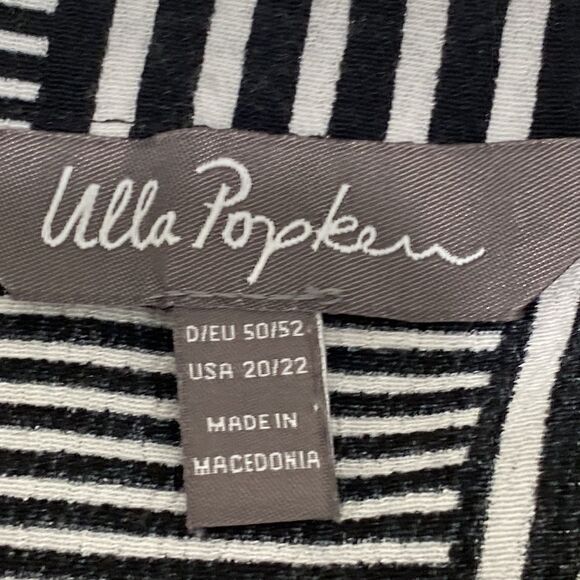 Ulla Popken
D/EU 50/52
USA 20/22
MADE IN
MACEDONIA